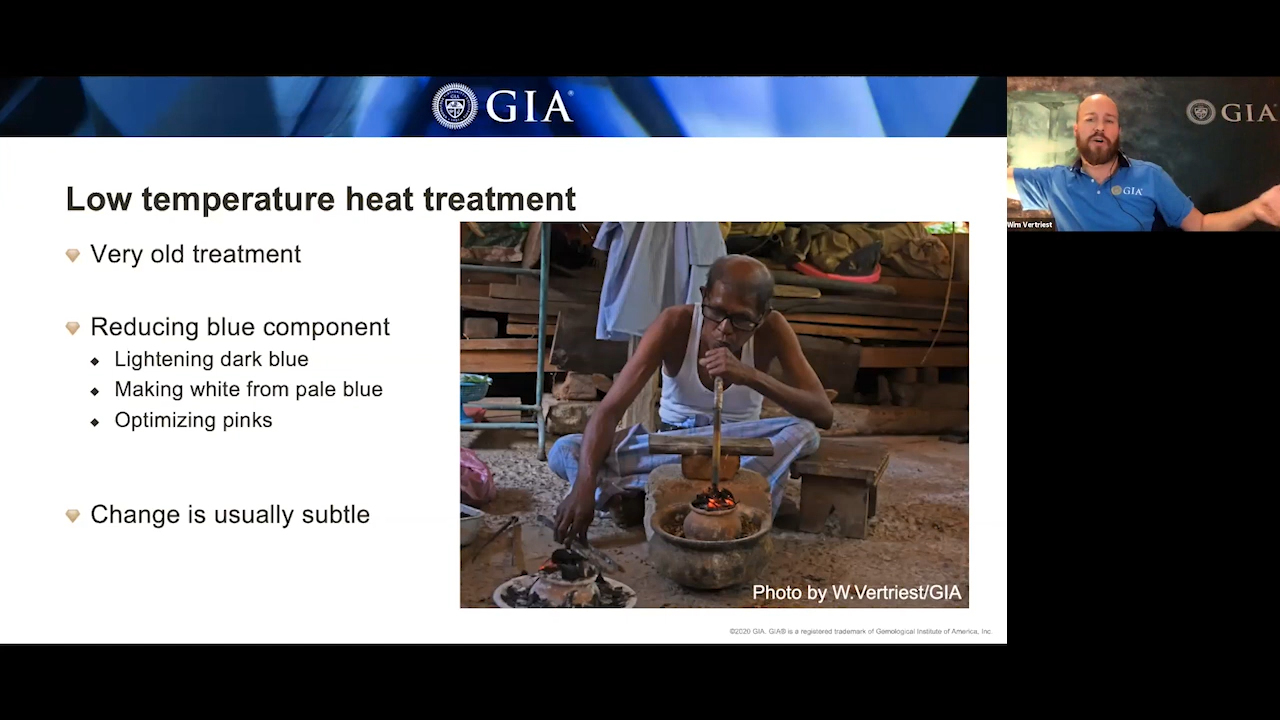 GIA®
Low temperature heat treatment
Very old treatment
Reducing blue component
Lightening dark blue
Making white from pale blue
Optimizing pinks
Change is usually subtle
Photo by W.Vertriest/GIA
©2020 GIA. GIA® is a registered trademark of Gemological Institute of America, Inc
GIA
GIA
Wim Vertriest